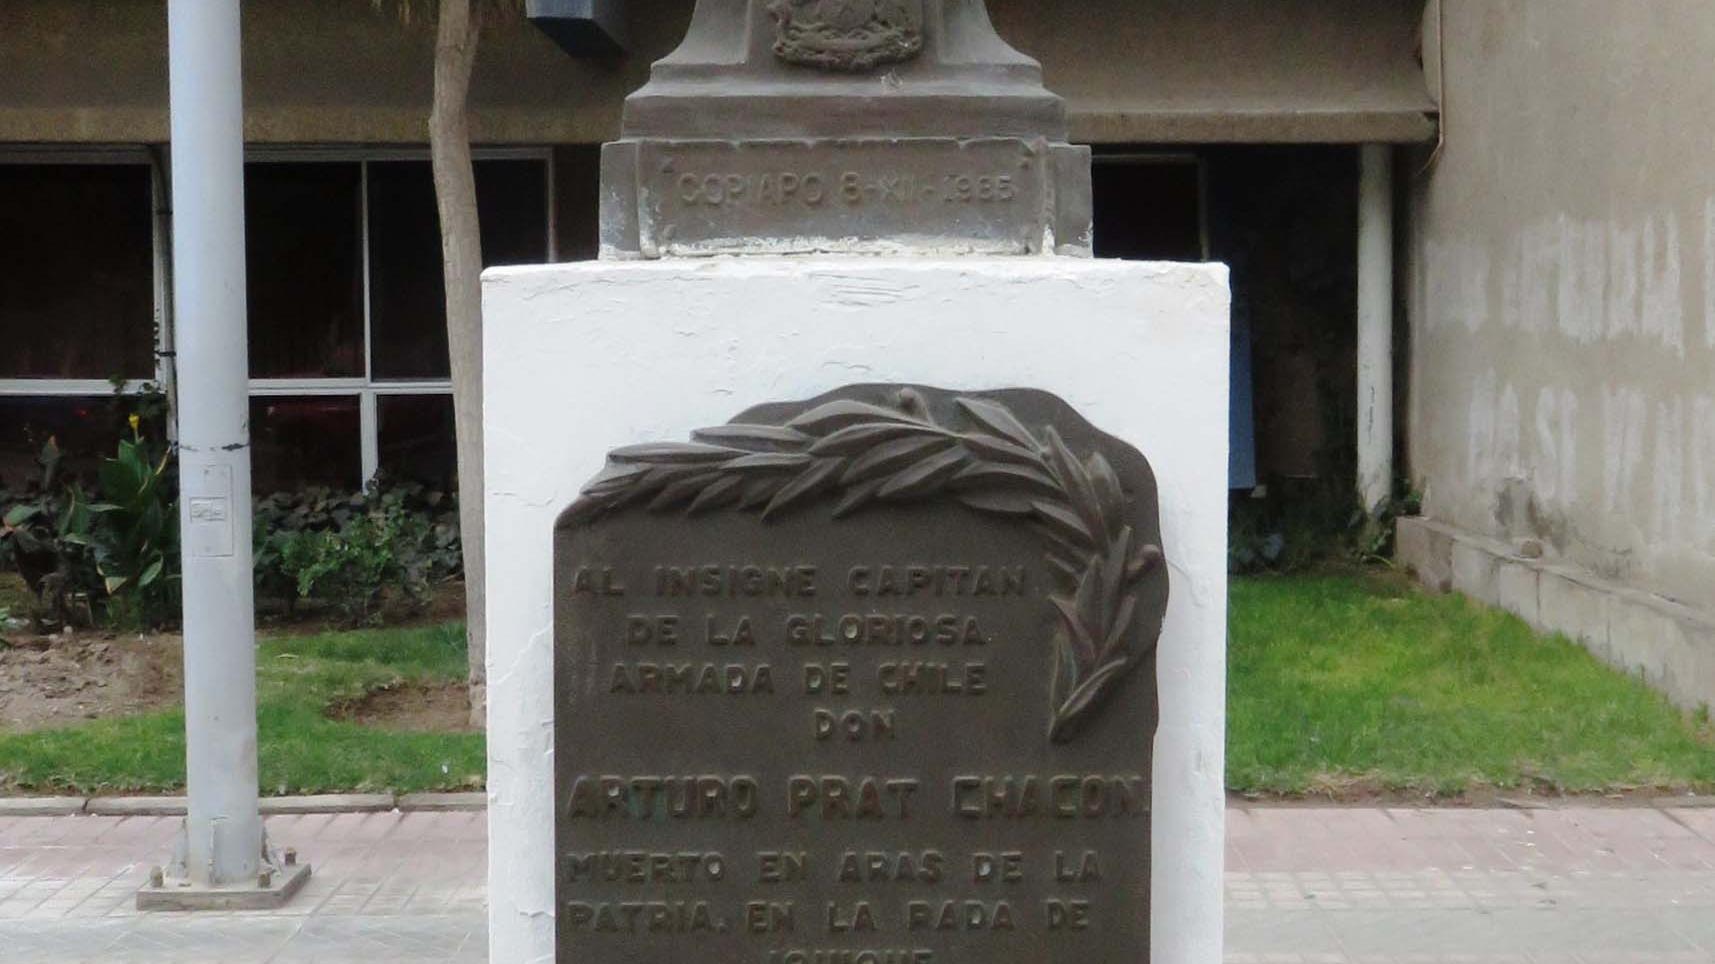 COPIAPO 8-XII-1985
AL INSIGNE CAPITAN
DE LA GLORIOSA
ARMADA DE CHILE
DON
ARTURO PRAT CHACON.
MUERTO EN ARAS DE LA
PATRIA. EN LA RADA DE
IQUIQUE